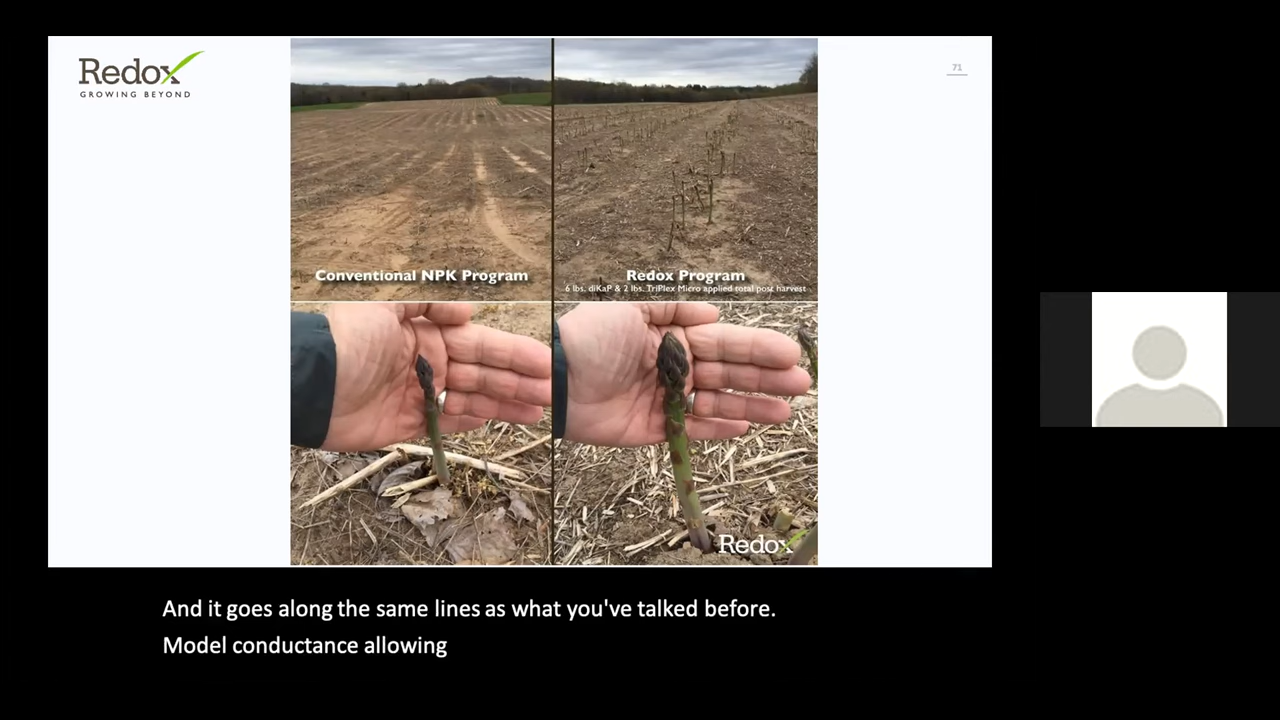 Redox
GROWING BEYOND
71
Conventional NPK Program
Redox Program
6 lbs. diKaP & 2 lbs. TriPlex Micro applied total post harvest
Redox
And it goes along the same lines as what you've talked before.
Model conductance allowing